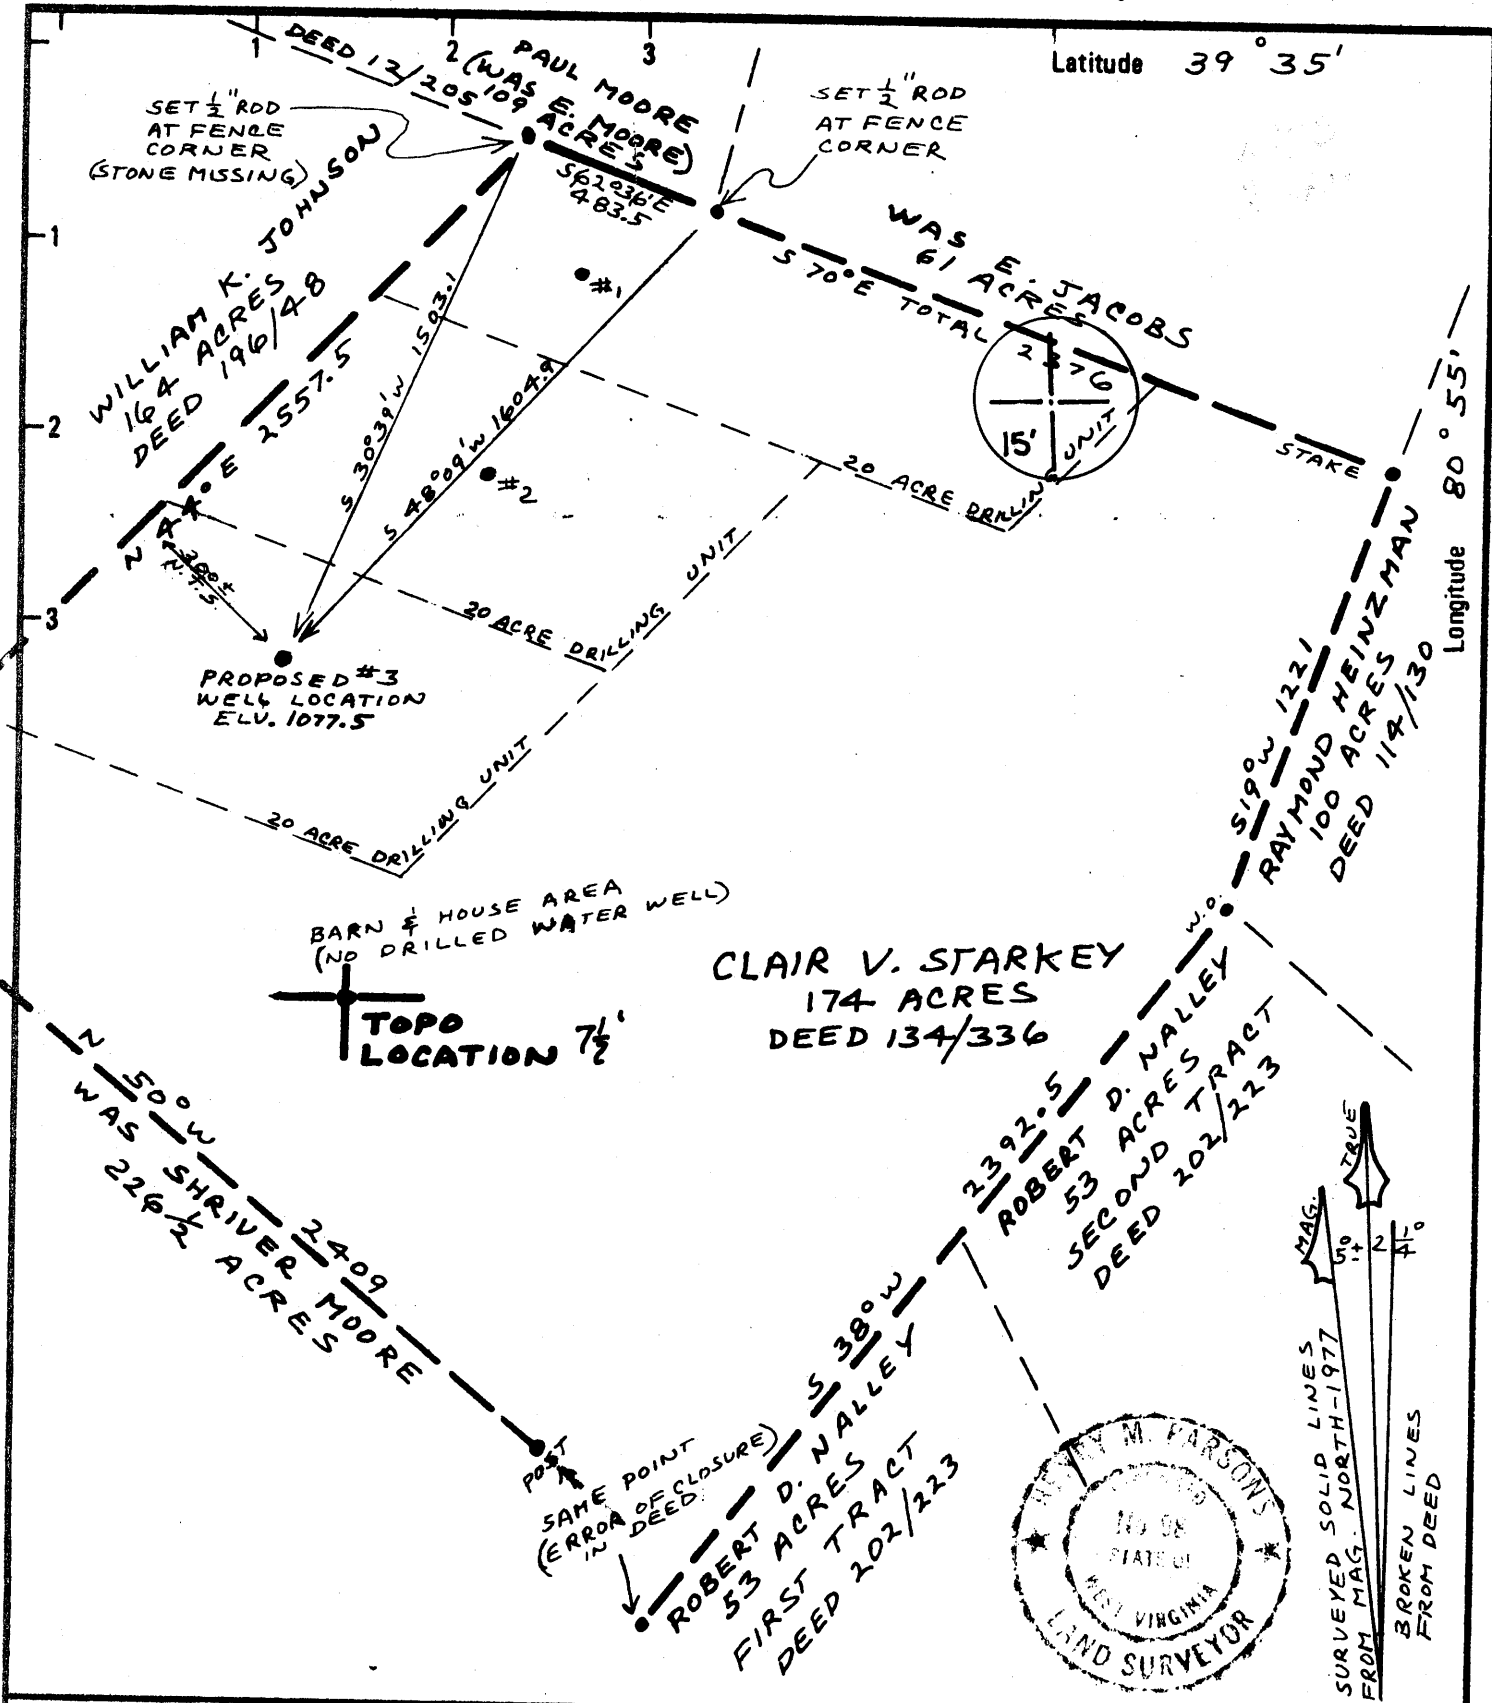 1
2
3
Latitude 39° 35'
DEED 12/205
PAUL MOORE
(WAS E. MOORE)
109 ACRES
S62°36'E
483.5
SET 1/2" ROD
AT FENCE
CORNER
(STONE MISSING)
SET 1/2" ROD
AT FENCE
CORNER
1
2
3
WILLIAM K. JOHNSON
164 ACRES
DEED 196/48
N 44° E 2557.5
S 30°39'W 1503.1
S 48°09'W 1604.9
#1
#2
WAS E. JACOBS
61 ACRES
S 70°E TOTAL 2376
15'
STAKE
20 ACRE DRILLING UNIT
20 ACRE DRILLING UNIT
20 ACRE DRILLING UNIT
200±
N.T.S.
PROPOSED #3
WELL LOCATION
ELV. 1077.5
Longitude 80° 55'
S19°W 1221
RAYMOND HEINZMAN
100 ACRES
DEED 114/130
W.O.
BARN & HOUSE AREA
(NO DRILLED WATER WELL)
TOPO
LOCATION 7 1/2'
CLAIR V. STARKEY
174 ACRES
DEED 134/336
S 38° W 2392.5
ROBERT D. NALLEY
53 ACRES
SECOND TRACT
DEED 202/223
N 50° W 2409
WAS SHRIVER MOORE
226 1/2 ACRES
POST
SAME POINT
(ERROR OF CLOSURE)
IN DEED
ROBERT D. NALLEY
53 ACRES
FIRST TRACT
DEED 202/223
M. PARSONS
No 98
STATE OF
WEST VIRGINIA
LAND SURVEYOR
MAG.
TRUE
5°±
2 1/4°
SURVEYED SOLID LINES
FROM MAG. NORTH-1977
BROKEN LINES
FROM DEED